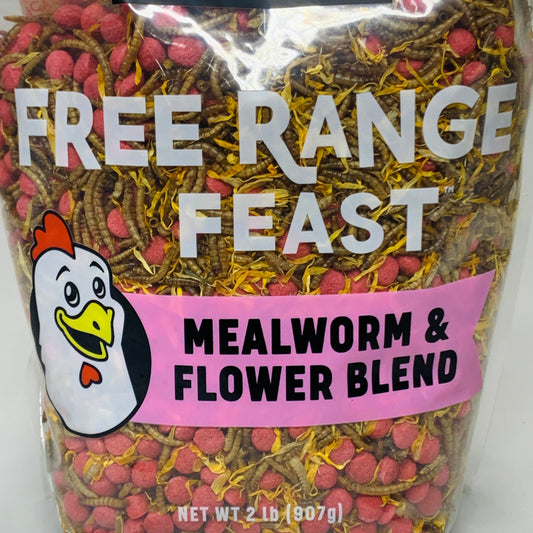 FREE RANGE
FEAST™
MEALWORM &
FLOWER BLEND
NET WT 2 lb (907g)